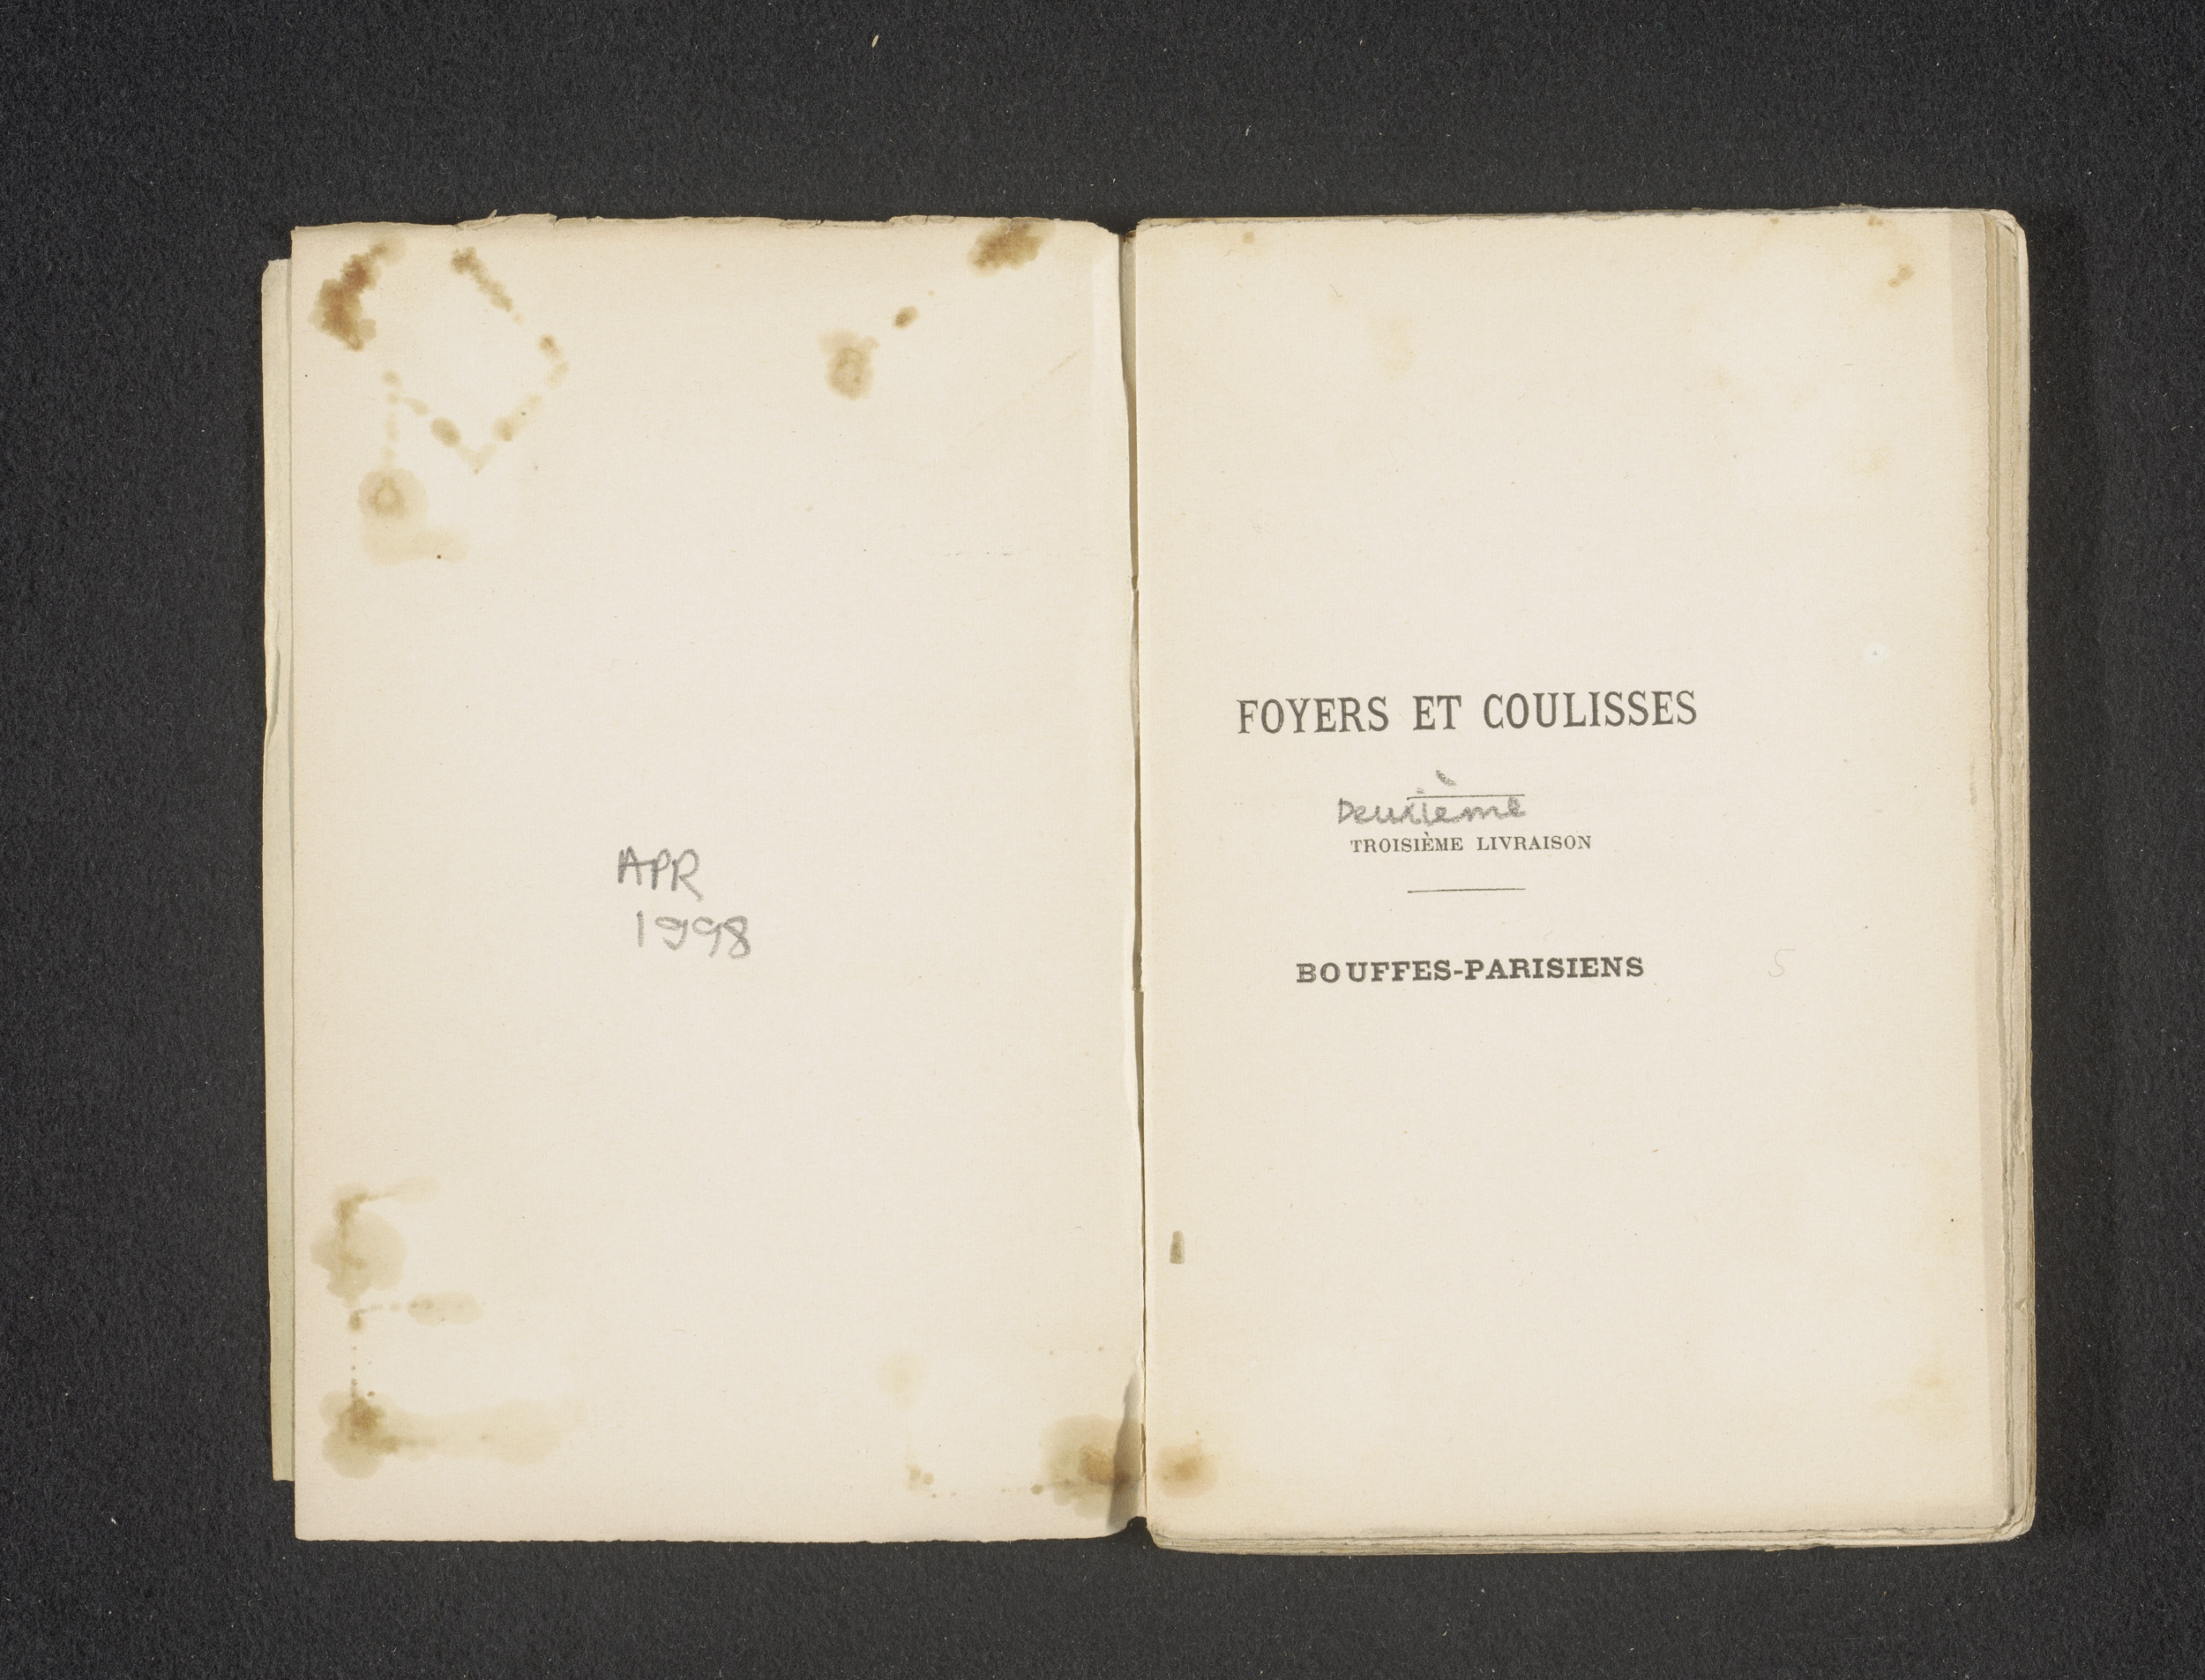 APR
1998
FOYERS ET COULISSES
Deuxième
TROISIÈME LIVRAISON
BOUFFES-PARISIENS
5